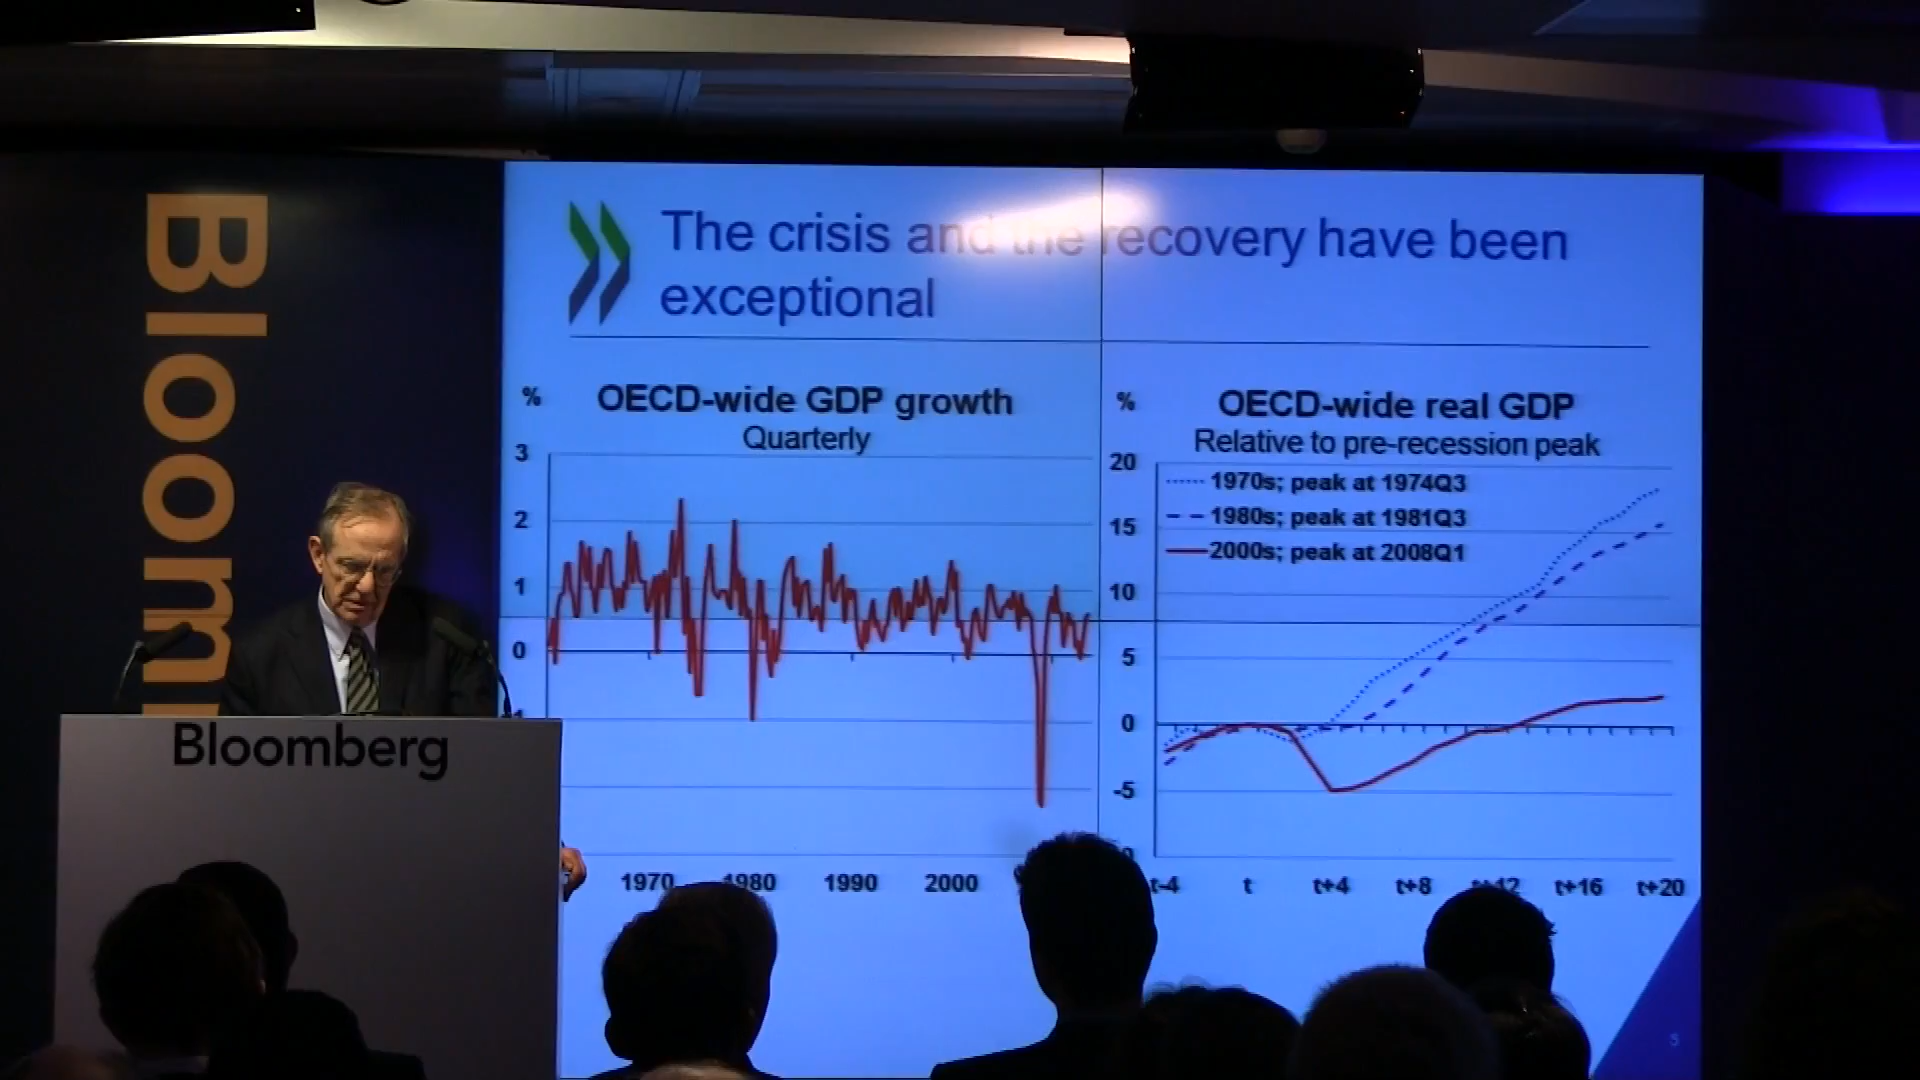 Bloom
Bloomberg
The crisis and the recovery have been
exceptional
% OECD-wide GDP growth
Quarterly
3
2
1
0
1970 1980 1990 2000
% OECD-wide real GDP
Relative to pre-recession peak
20
15
10
5
0
-5
1970s; peak at 1974Q3
1980s; peak at 1981Q3
2000s; peak at 2008Q1
t-4 t t+4 t+8 t+12 t+16 t+20